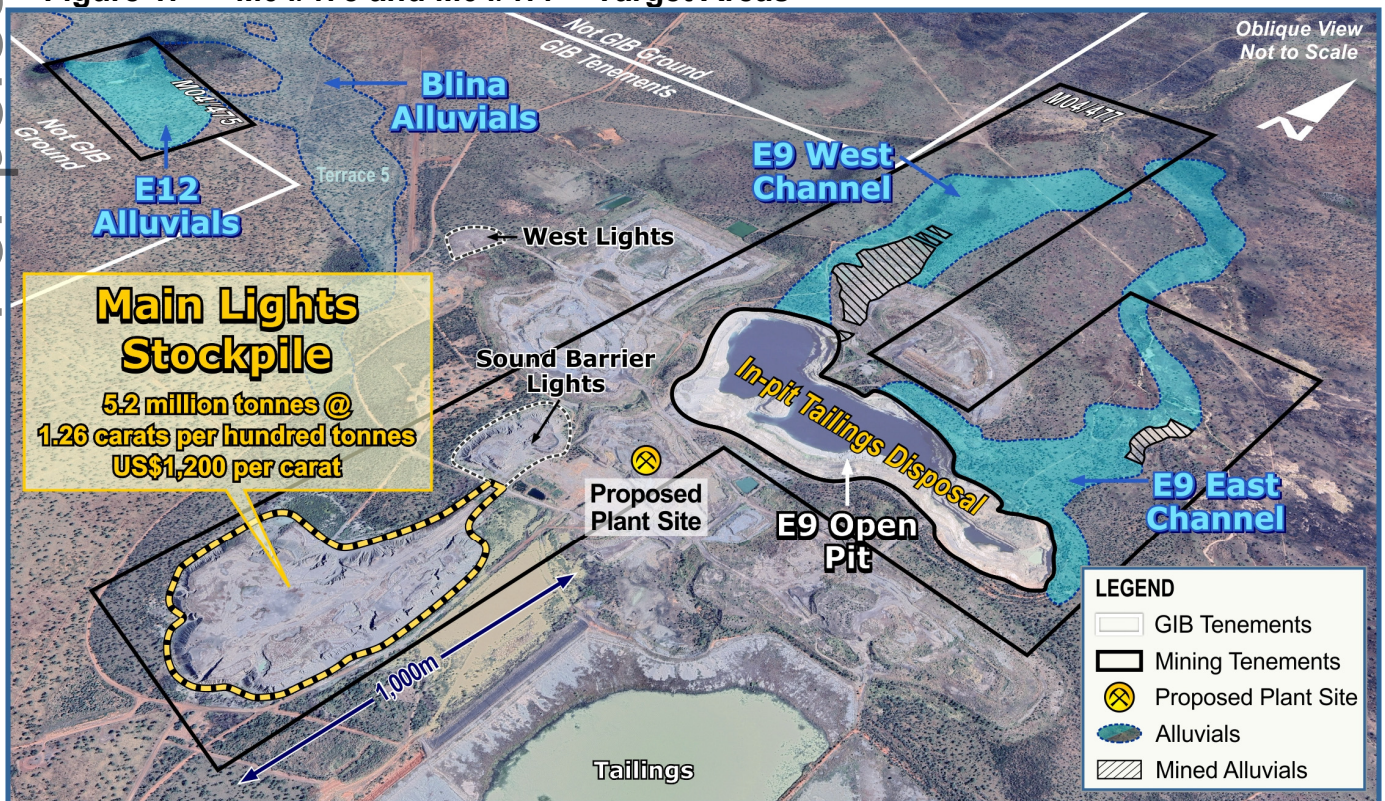 Oblique View
Not to Scale
Not GIB Ground
GIB Tenements
M04/475
M04/477
Not GIB
Ground
Blina
Alluvials
Terrace 5
E12
Alluvials
E9 West
Channel
West Lights
Main Lights
Stockpile
5.2 million tonnes @
1.26 carats per hundred tonnes
US$1,200 per carat
Sound Barrier
Lights
In-pit Tailings Disposal
Proposed
Plant Site
E9 Open
Pit
E9 East
Channel
1,000m
Tailings
N
LEGEND
GIB Tenements
Mining Tenements
Proposed Plant Site
Alluvials
Mined Alluvials